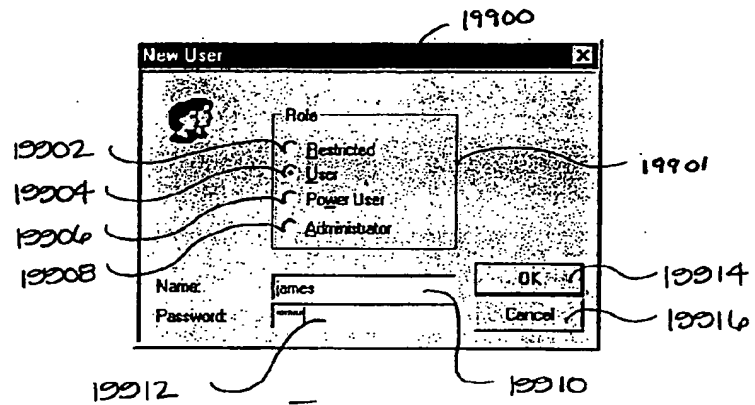 19900
New User
Role
19902
Restricted
19901
19904
User
19906
Power User
19908
Administrator
OK
19914
Name:
james
Password:
Cancel
19916
19912
19910